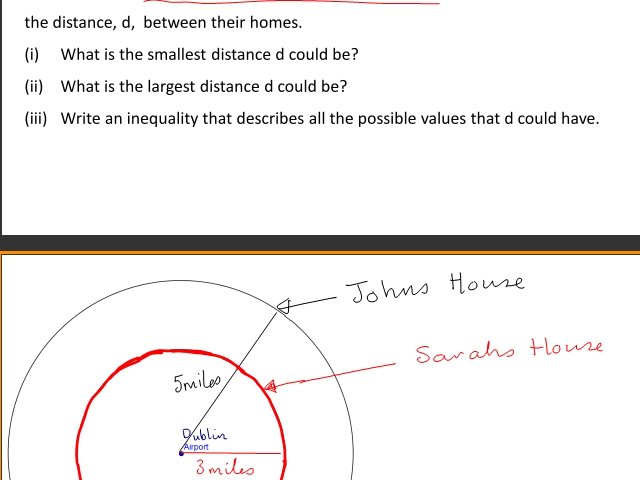 the distance, d, between their homes.
(i) What is the smallest distance d could be?
(ii) What is the largest distance d could be?
(iii) Write an inequality that describes all the possible values that d could have.
Johns House
Sarahs House
5miles
Dublin
Airport
3miles